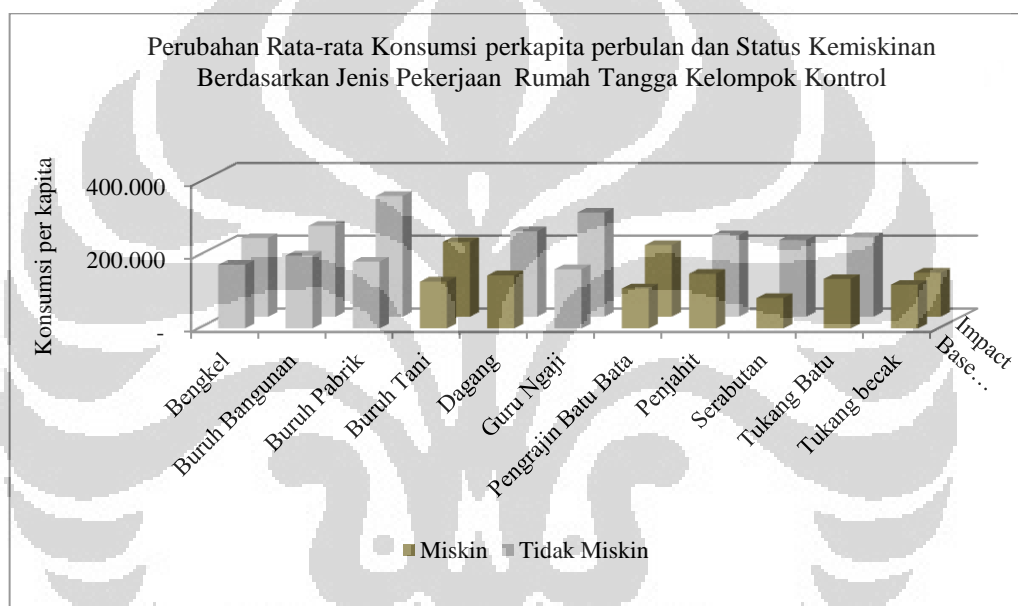 Perubahan Rata-rata Konsumsi perkapita perbulan dan Status Kemiskinan
Berdasarkan Jenis Pekerjaan Rumah Tangga Kelompok Kontrol
Konsumsi per kapita
400.000
200.000
-
Bengkel
Buruh Bangunan
Buruh Pabrik
Buruh Tani
Dagang
Guru Ngaji
Pengrajin Batu Bata
Penjahit
Serabutan
Tukang Batu
Tukang becak
Impact
Base…
Miskin
Tidak Miskin